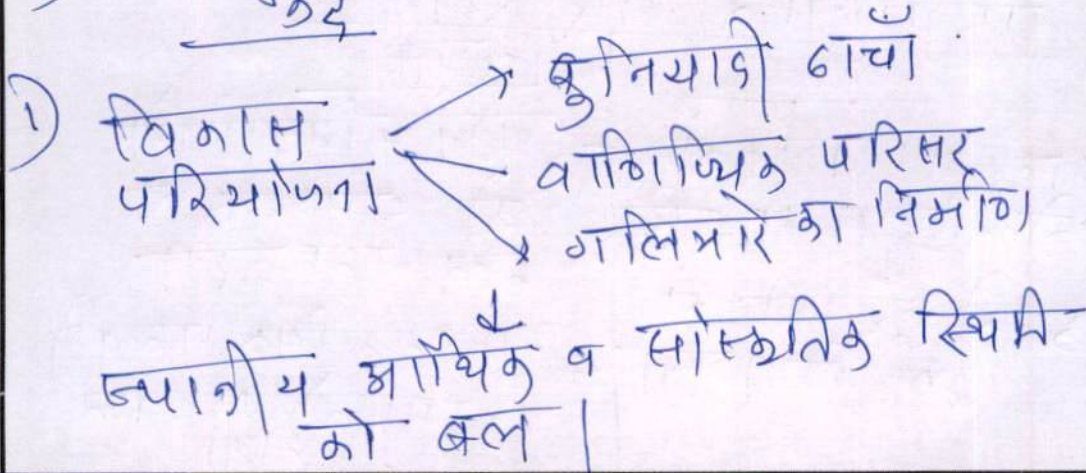 1) विकास परियोजना
बुनियादी ढाचाँ
वाणिज्यिक परिसर
गलियारे का निर्माण
↓
स्थानीय आर्थिक व सांस्कृतिक स्थिति
को बल |